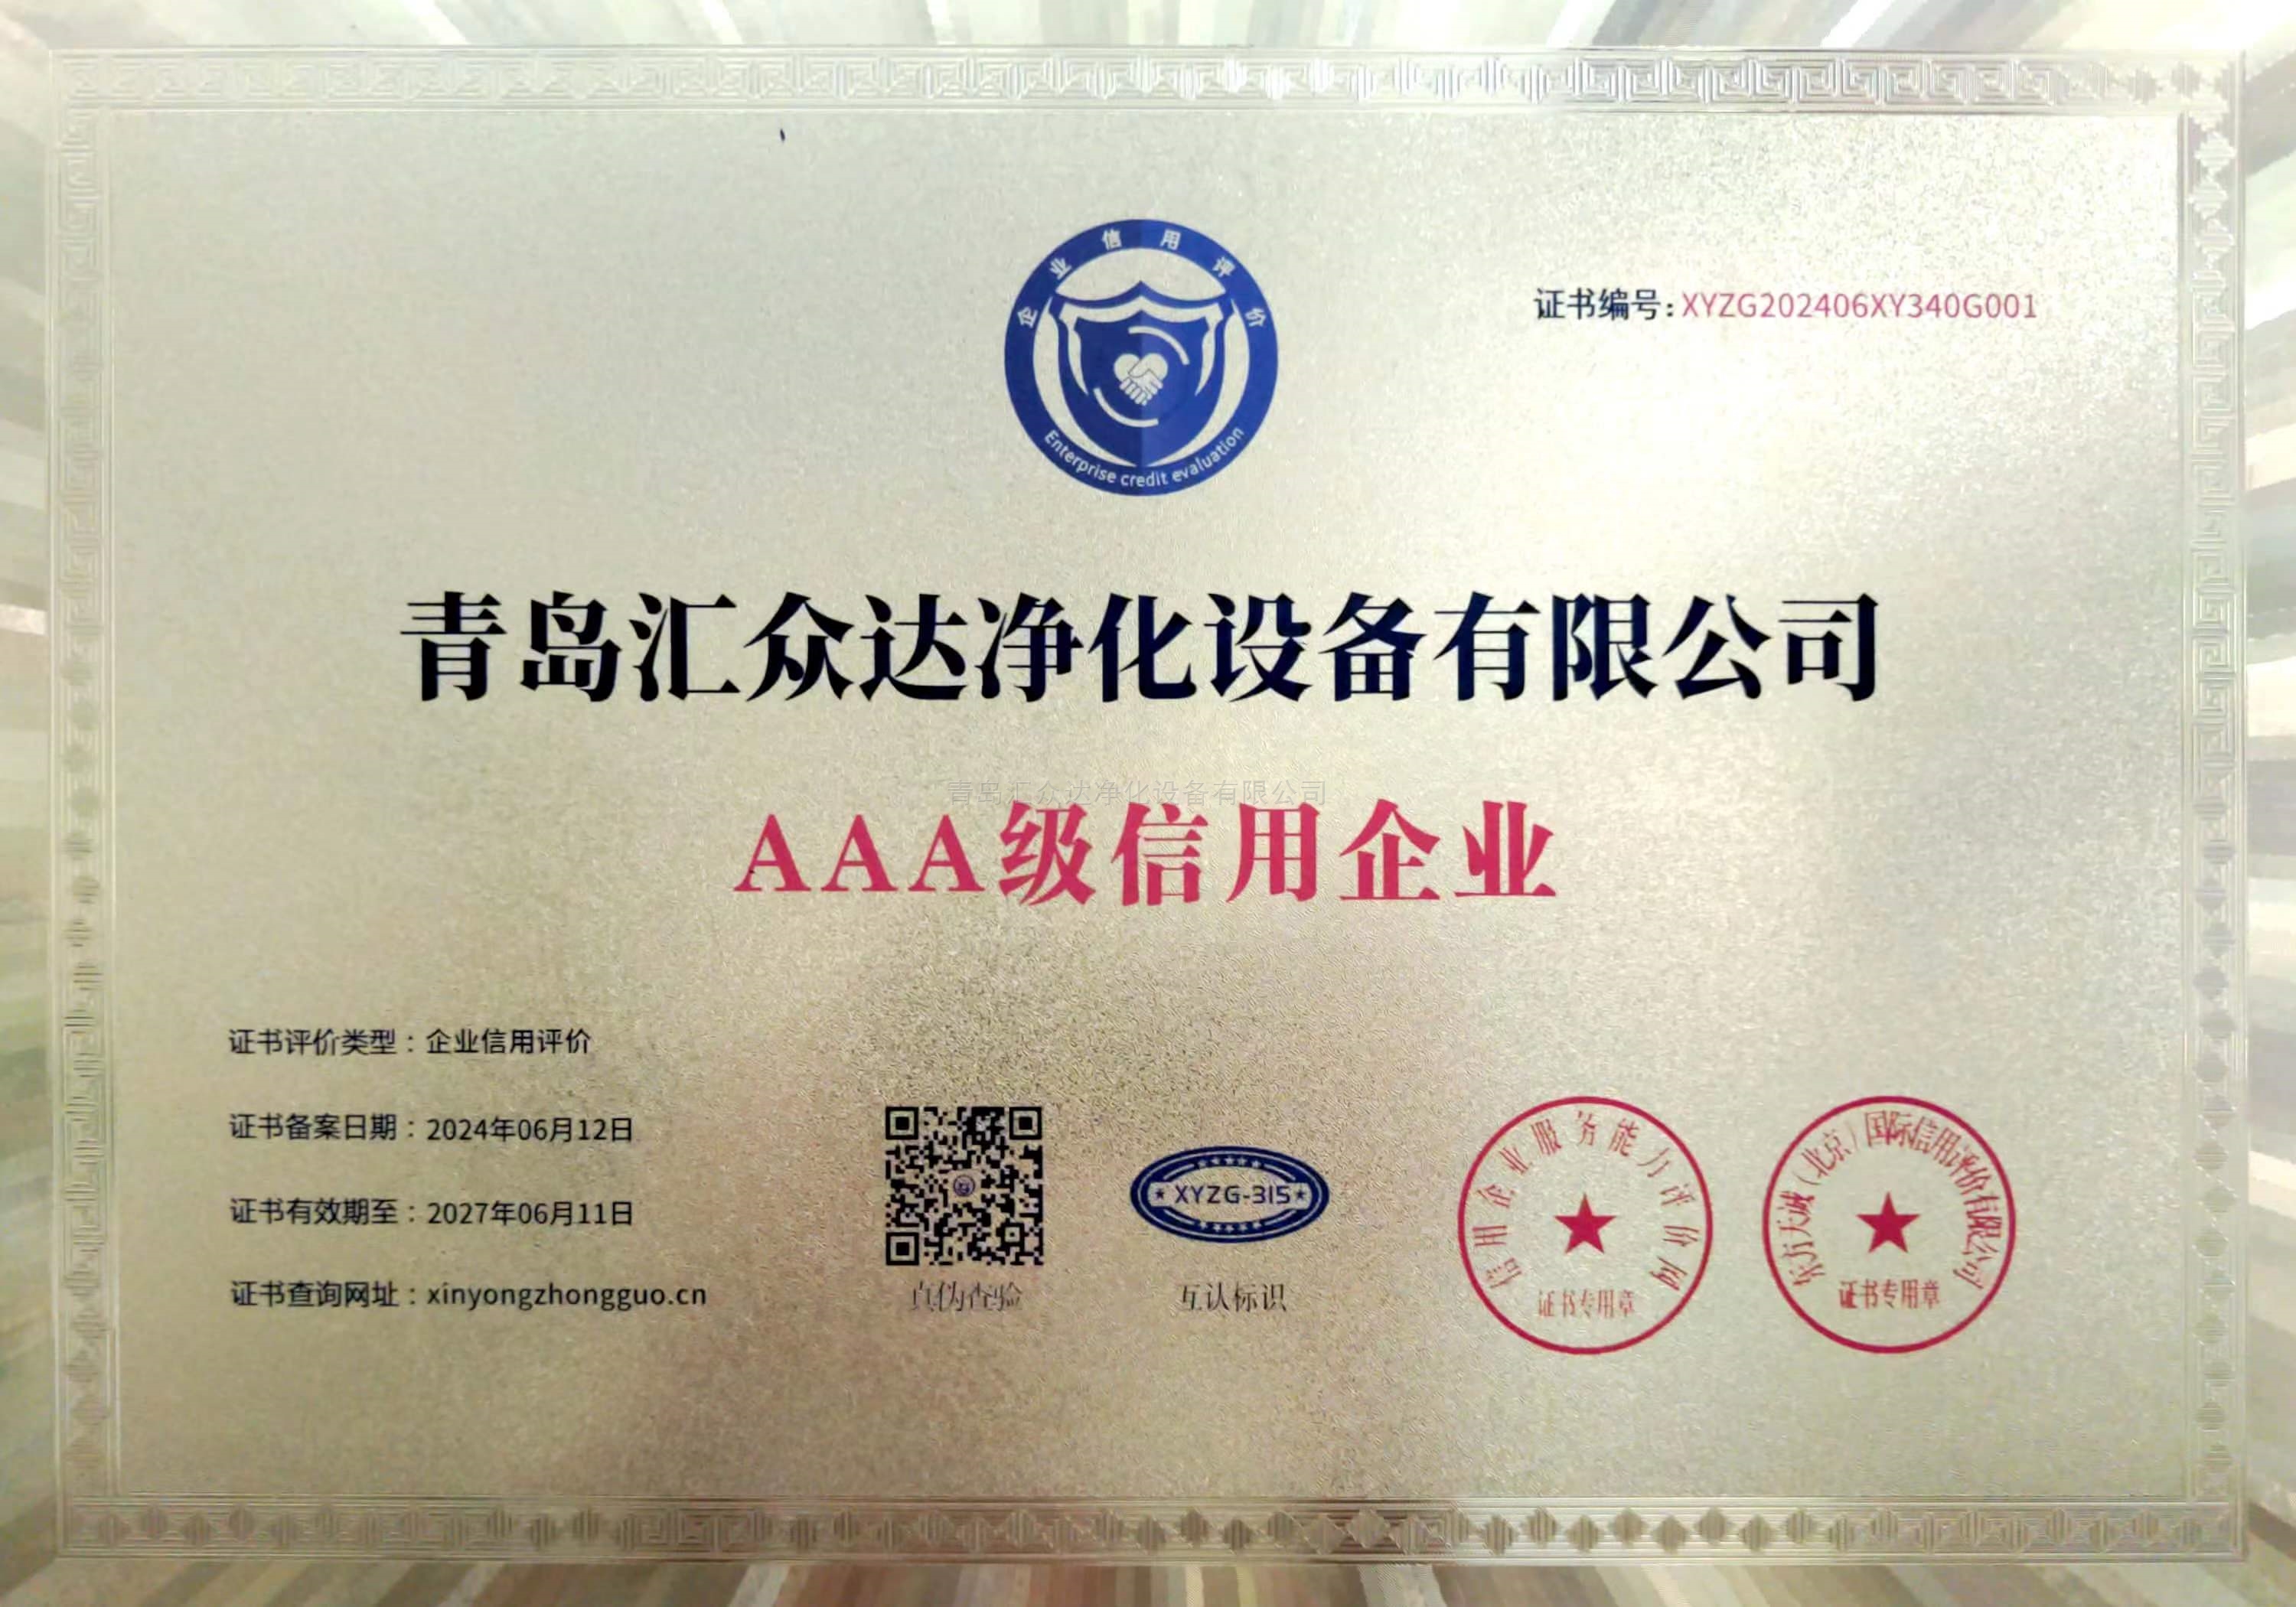 企业信用评价
Enterprise credit evaluation
证书编号:XYZG202406XY340G001
青岛汇众达净化设备有限公司
青岛汇众达净化设备有限公司
AAA级信用企业
证书评价类型：企业信用评价
证书备案日期：2024年06月12日
证书有效期至：2027年06月11日
证书查询网址：xinyongzhongguo.cn
真伪查验
XYZG-315
互认标识
信用企业服务能力评价网
证书专用章
东方天诚（北京）国际信用评价有限公司
证书专用章